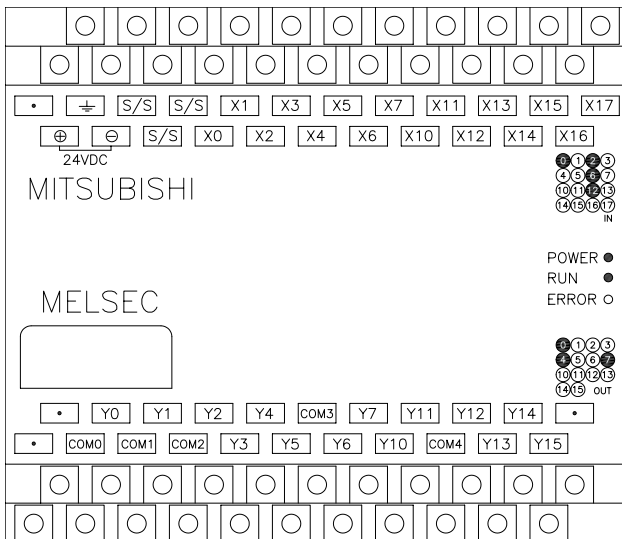 • ⏚ S/S S/S X1 X3 X5 X7 X11 X13 X15 X17
⊕ ⊖ S/S X0 X2 X4 X6 X10 X12 X14 X16
24VDC
MITSUBISHI
0 1 2 3
4 5 6 7
10 11 12 13
14 15 16 17
IN
POWER
RUN
ERROR
MELSEC
0 1 2 3
4 5 6 7
10 11 12 13
14 15 OUT
• Y0 Y1 Y2 Y4 COM3 Y7 Y11 Y12 Y14 •
• COM0 COM1 COM2 Y3 Y5 Y6 Y10 COM4 Y13 Y15